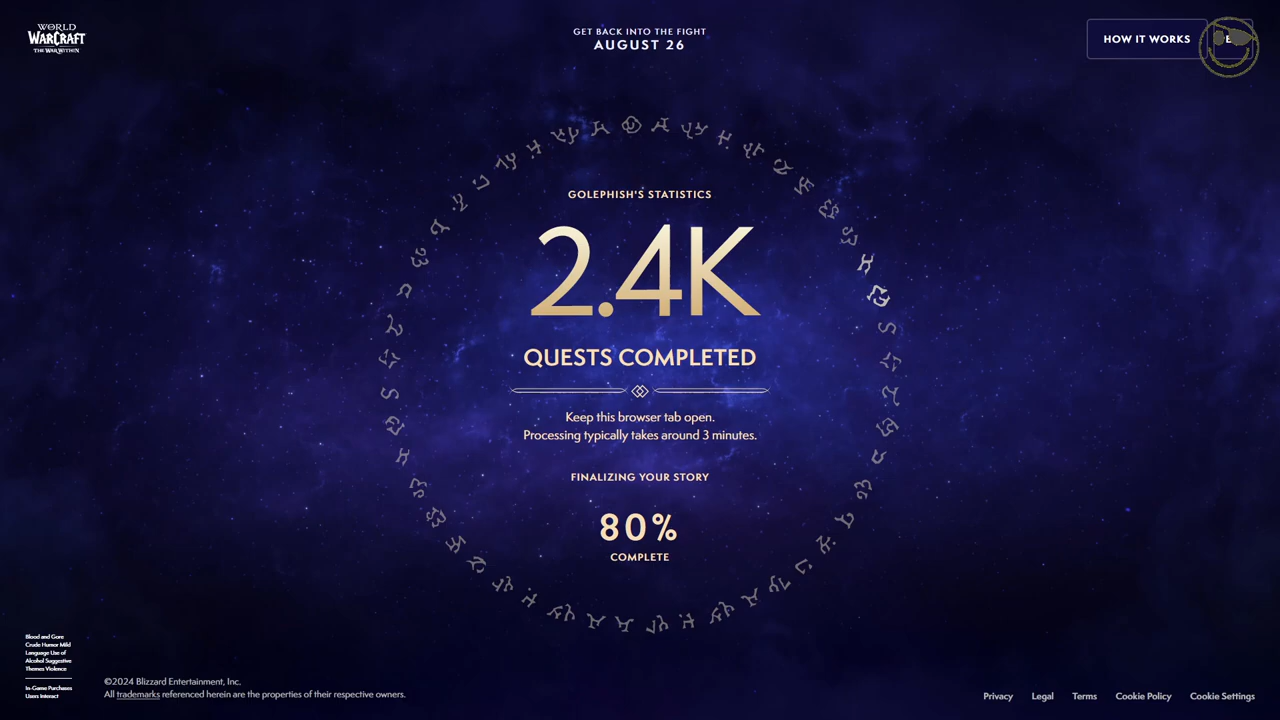 WORLD
WARCRAFT
THE WAR WITHIN
GET BACK INTO THE FIGHT
AUGUST 26
HOW IT WORKS
GOLEPHISH'S STATISTICS
2.4K
QUESTS COMPLETED
Keep this browser tab open.
Processing typically takes around 3 minutes.
FINALIZING YOUR STORY
80%
COMPLETE
Blood and Gore
Crude Humor Mild
Language Use of
Alcohol Suggestive
Themes Violence
In-Game Purchases
Users Interact
©2024 Blizzard Entertainment, Inc.
All trademarks referenced herein are the properties of their respective owners.
Privacy Legal Terms Cookie Policy Cookie Settings